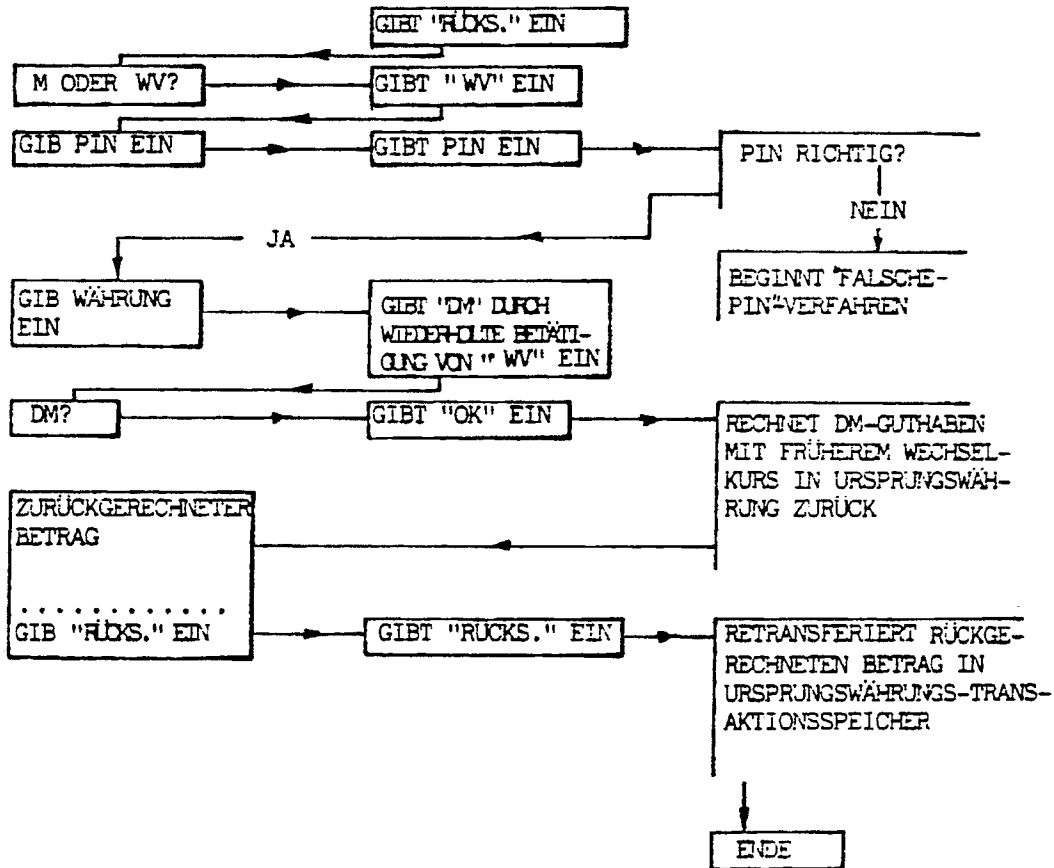 GIBT "RÜCKS." EIN
M ODER WV?
GIBT "WV" EIN
GIB PIN EIN
GIBT PIN EIN
PIN RICHTIG?
NEIN
JA
BEGINNT "FALSCHE-
PIN"-VERFAHREN
GIB WÄHRUNG
EIN
GIBT "DM" DURCH
WIEDERHOLTE BETÄTI-
GUNG VON "WV" EIN
DM?
GIBT "OK" EIN
RECHNET DM-GUTHABEN
MIT FRÜHEREM WECHSEL-
KURS IN URSPRUNGSWÄH-
RUNG ZURÜCK
ZURÜCKGERECHNETER
BETRAG
. . . . . . . . . . . .
GIB "RÜCKS." EIN
GIBT "RÜCKS." EIN
RETRANSFERIERT RÜCKGE-
RECHNETEN BETRAG IN
URSPRUNGSWÄHRUNGS-TRANS-
AKTIONSSPEICHER
ENDE